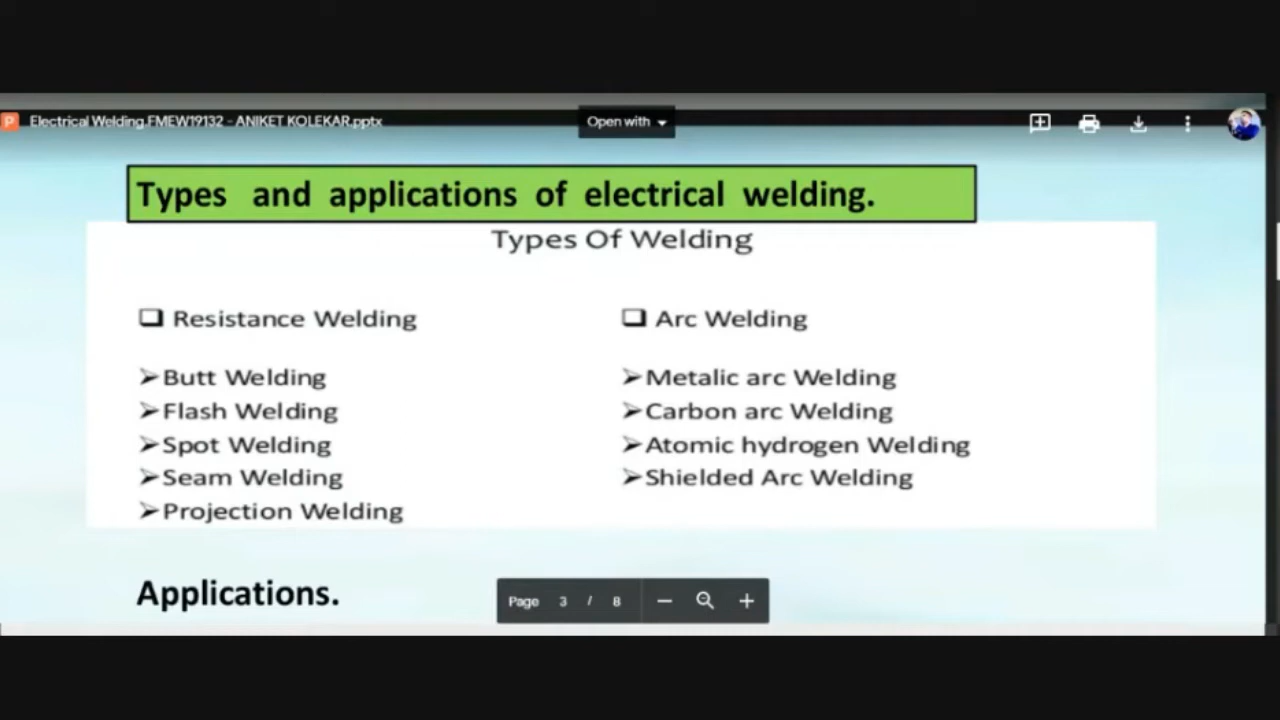 P Electrical Welding.FMEW19132 - ANIKET KOLEKAR.pptx
Open with
Types and applications of electrical welding.
Types Of Welding
Resistance Welding
Butt Welding
Flash Welding
Spot Welding
Seam Welding
Projection Welding
Arc Welding
Metalic arc Welding
Carbon arc Welding
Atomic hydrogen Welding
Shielded Arc Welding
Applications.
Page 3 / 8